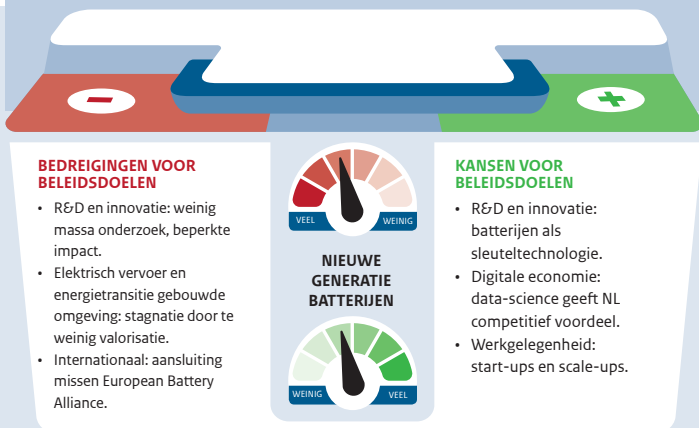 BEDREIGINGEN VOOR
BELEIDSDOELEN
• R&D en innovatie: weinig
massa onderzoek, beperkte
impact.
• Elektrisch vervoer en
energietransitie gebouwde
omgeving: stagnatie door te
weinig valorisatie.
• Internationaal: aansluiting
missen European Battery
Alliance.
VEEL
WEINIG
NIEUWE
GENERATIE
BATTERIJEN
WEINIG
VEEL
KANSEN VOOR
BELEIDSDOELEN
• R&D en innovatie:
batterijen als
sleuteltechnologie.
• Digitale economie:
data-science geeft NL
competitief voordeel.
• Werkgelegenheid:
start-ups en scale-ups.